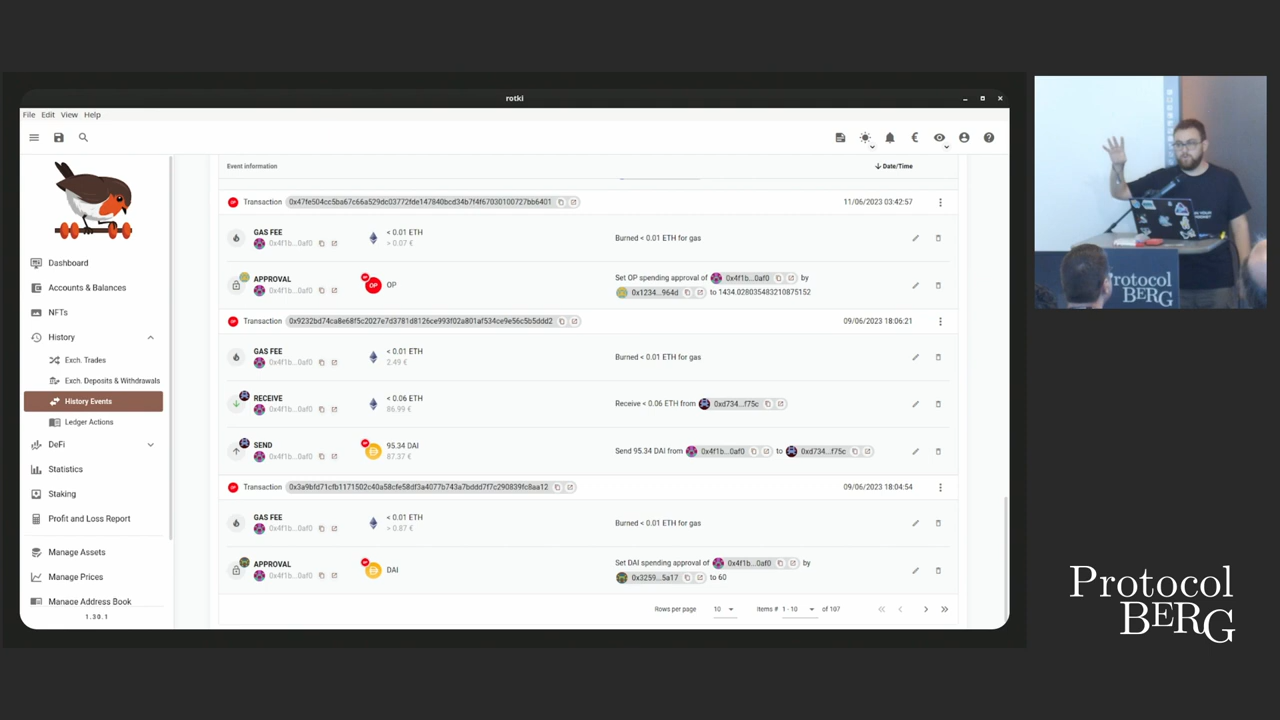 rotki
File Edit View Help
Event information Date/Time
OP Transaction 0x47fe504cc5ba67c66a529dc03772fde147840bcd34b7f4f67030100727bb6401 11/06/2023 03:42:57
GAS FEE < 0.01 ETH Burned < 0.01 ETH for gas
0x4f1b...0af0 > 0.07 €
APPROVAL OP OP OP Set OP spending approval of 0x4f1b...0af0 by
0x4f1b...0af0 0x1234...964d to 1434.028035483210875152
OP Transaction 0x9232bd74ca8e68f5c2027e7d3781d8126ce993f02a801af534ce9e56c5b5ddd2 09/06/2023 18:06:21
GAS FEE < 0.01 ETH Burned < 0.01 ETH for gas
0x4f1b...0af0 2.49 €
RECEIVE < 0.06 ETH Receive < 0.06 ETH from 0xd734...f75c
0x4f1b...0af0 86.99 €
SEND OP 95.34 DAI Send 95.34 DAI from 0x4f1b...0af0 to 0xd734...f75c
0x4f1b...0af0 87.37 €
OP Transaction 0x3a9bfd71cfb1171502c40a58cfe58df3a4077b743a7bddd7f7c290839fc8aa12 09/06/2023 18:04:54
GAS FEE < 0.01 ETH Burned < 0.01 ETH for gas
0x4f1b...0af0 > 0.87 €
APPROVAL OP DAI Set DAI spending approval of 0x4f1b...0af0 by
0x4f1b...0af0 0x3259...5a17 to 60
Rows per page 10 Items # 1 - 10 of 107
Dashboard
Accounts & Balances
NFTs
History
Exch. Trades
Exch. Deposits & Withdrawals
History Events
Ledger Actions
DeFi
Statistics
Staking
Profit and Loss Report
Manage Assets
Manage Prices
Manage Address Book
1.30.1
Protocol
BERG
Protocol
BERG